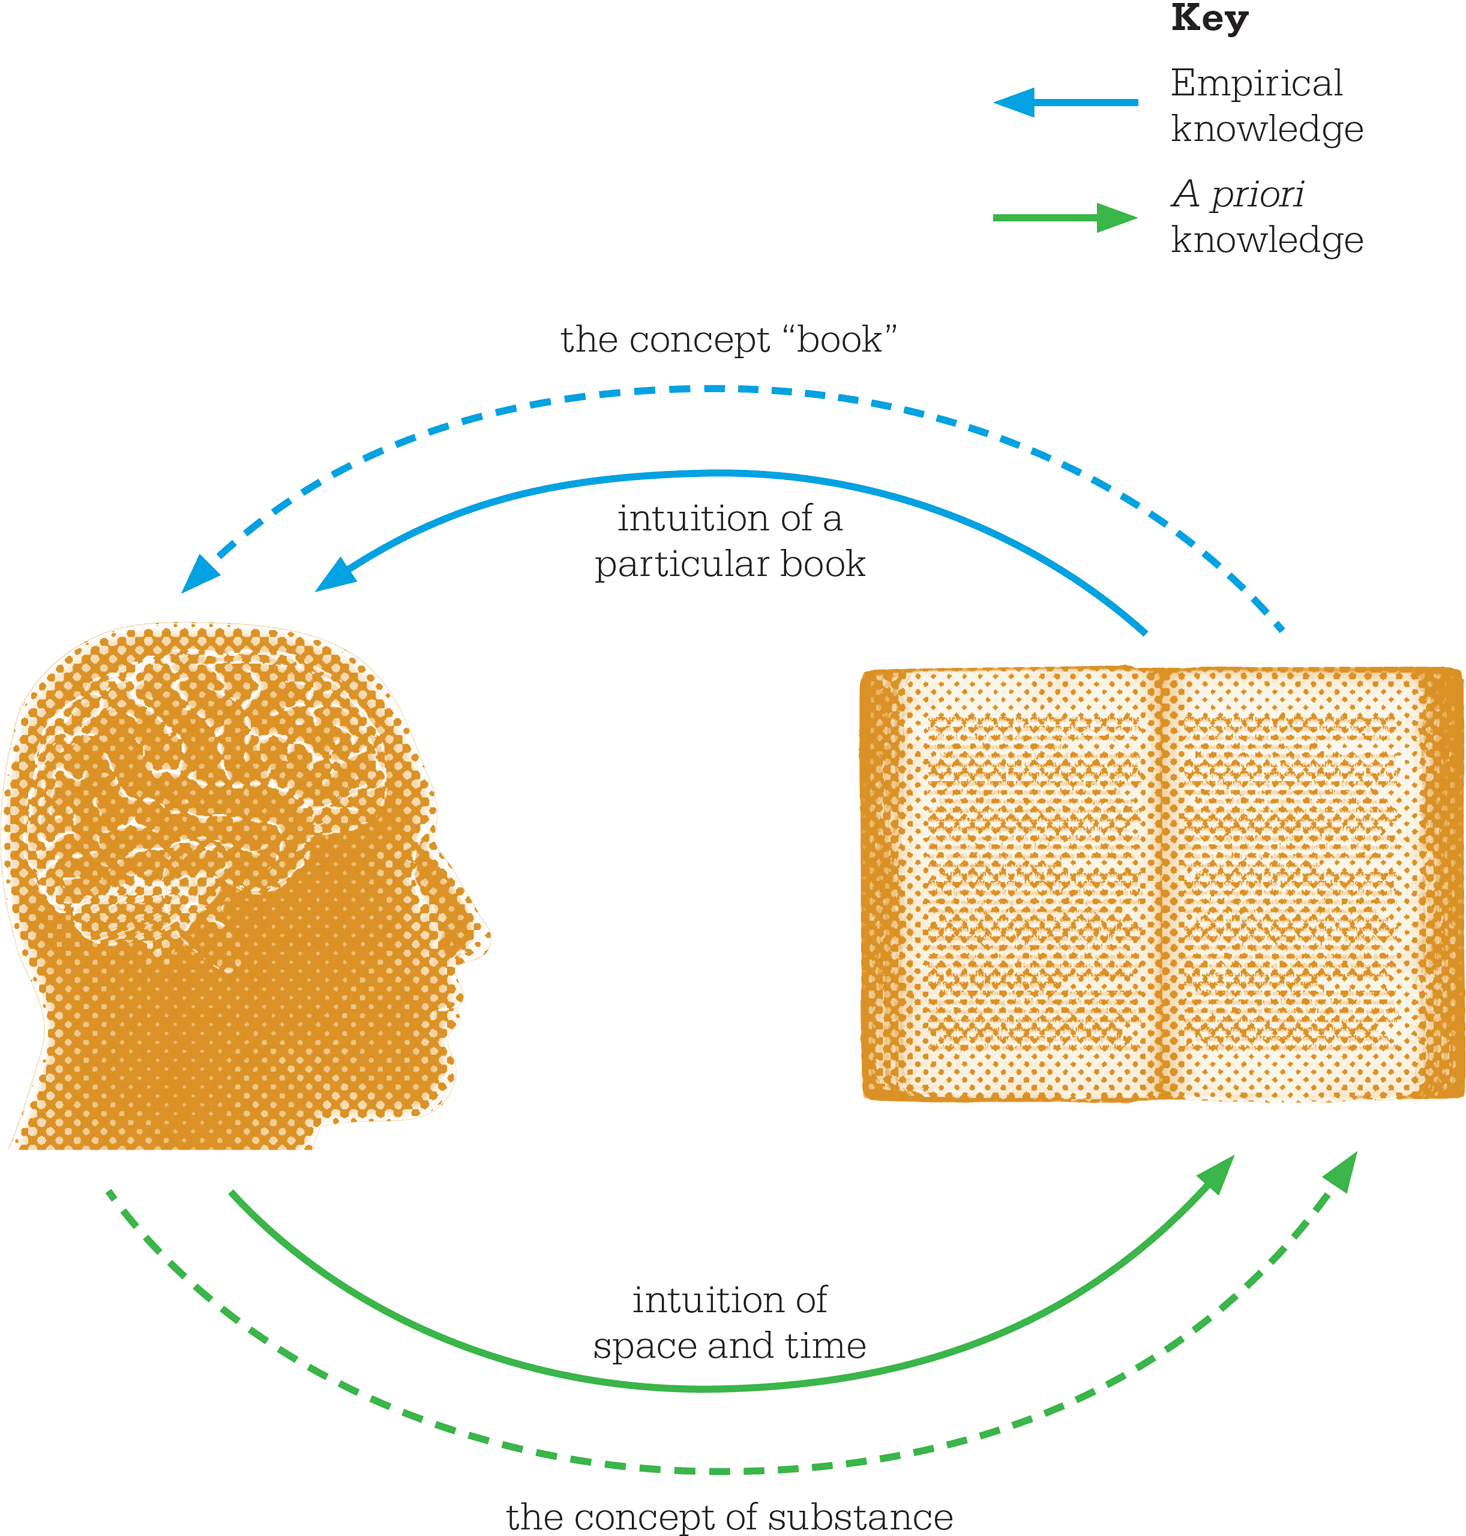 Key
Empirical
knowledge
A priori
knowledge
the concept “book”
intuition of a
particular book
intuition of
space and time
the concept of substance